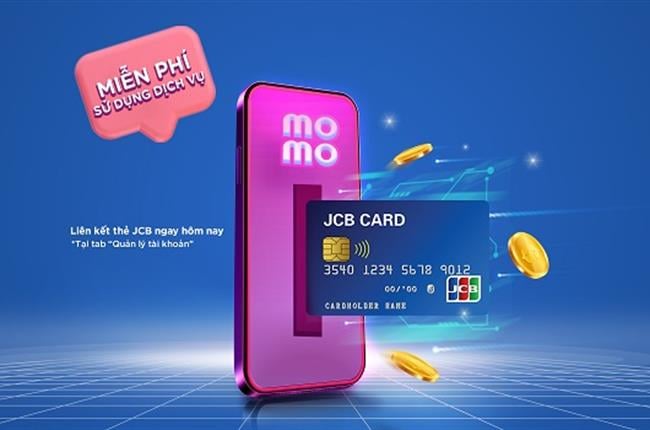 MIỄN PHÍ
SỬ DỤNG DỊCH VỤ
mo
mo
Liên kết thẻ JCB ngay hôm nay
*Tại tab “Quản lý tài khoản”
JCB CARD
3540 1234 5678 9012
00/00
CARDHOLDER NAME
JCB